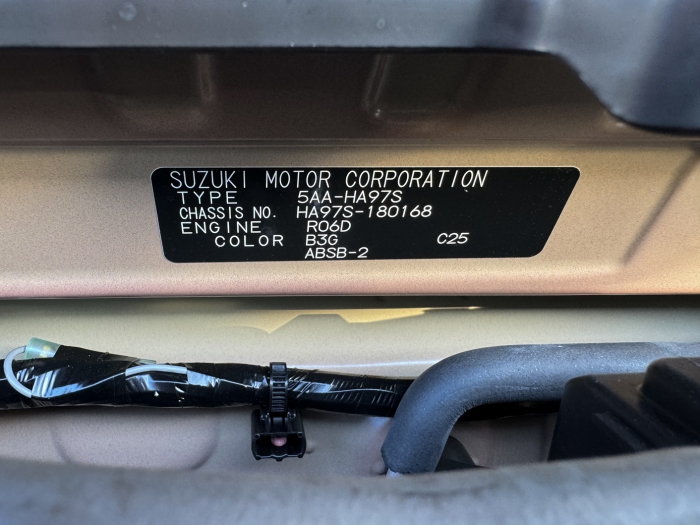 SUZUKI MOTOR CORPORATION
TYPE 5AA-HA97S
CHASSIS NO. HA97S-180168
ENGINE R06D
COLOR B3G C25
ABSB-2